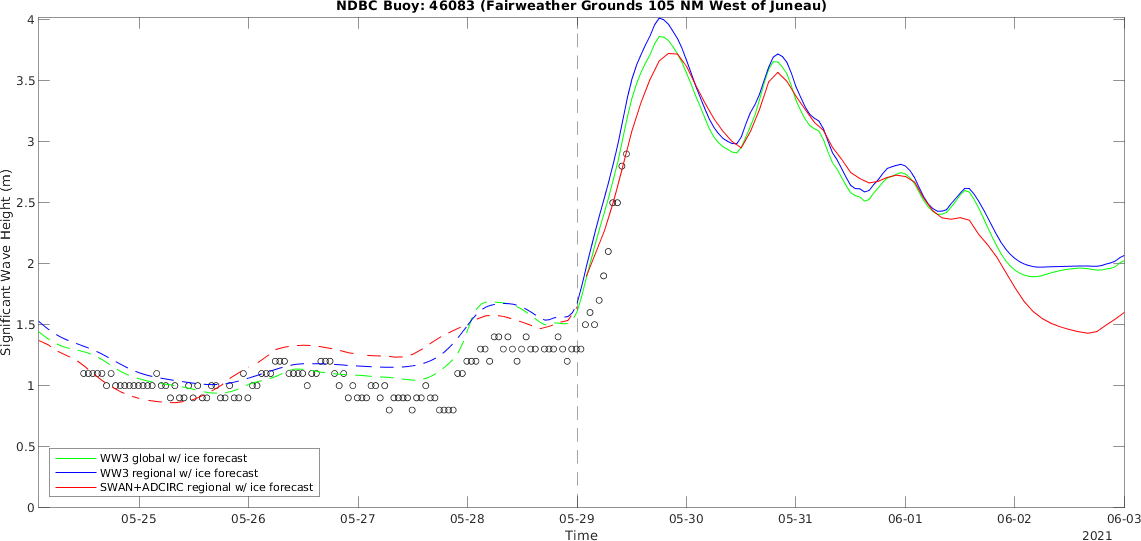 NDBC Buoy: 46083 (Fairweather Grounds 105 NM West of Juneau)
4
3.5
3
2.5
2
1.5
1
0.5
0
Significant Wave Height (m)
WW3 global w/ ice forecast
WW3 regional w/ ice forecast
SWAN+ADCIRC regional w/ ice forecast
05-25 05-26 05-27 05-28 05-29 05-30 05-31 06-01 06-02 06-03
Time
2021